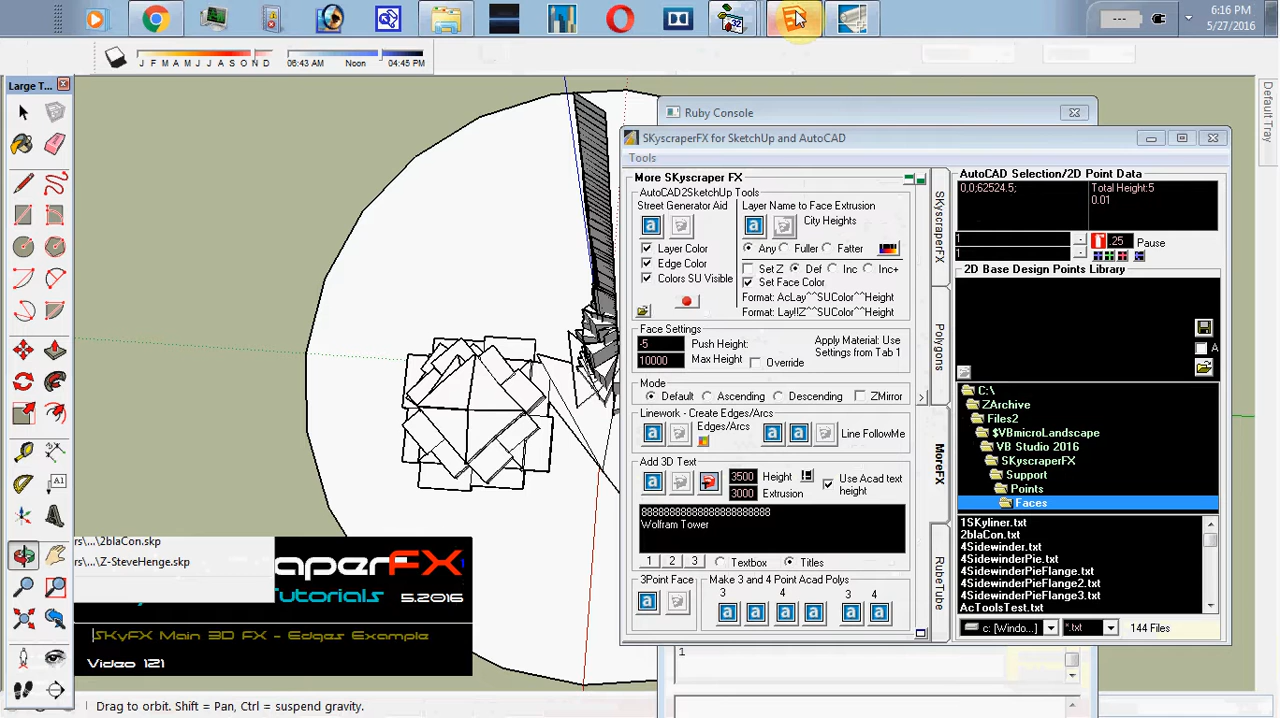 6:16 PM
5/27/2016
J F M A M J J A S O N D
06:43 AM Noon 04:45 PM
Large T...
Default Tray
Ruby Console
SKyscraperFX for SketchUp and AutoCAD
Tools
More SKyscraper FX
AutoCAD2SketchUp Tools
Street Generator Aid
Layer Name to Face Extrusion
City Heights
Layer Color
Edge Color
Colors SU Visible
Any Fuller Fatter
Set Z Def Inc Inc+
Set Face Color
Format: AcLay^^SUColor^^Height
Format: Lay!!Z^^SUColor^^Height
Face Settings
-5 Push Height:
10000 Max Height Override
Apply Material: Use
Settings from Tab 1
Mode
Default Ascending Descending ZMirror
Linework - Create Edges/Arcs
Edges/Arcs
Line FollowMe
Add 3D Text
3500 Height
3000 Extrusion
Use Acad text
height
Wolfram Tower
1 2 3 Textbox Titles
3Point Face
Make 3 and 4 Point Acad Polys
3 4 3 4
SKyscraperFX
Polygons
MoreFX
RubeTube
AutoCAD Selection/2D Point Data
0,0;62524.5;
Total Height:5
0.01
1
1
.25 Pause
2D Base Design Points Library
A
C:\
ZArchive
Files2
$VBmicroLandscape
VB Studio 2016
SKyscraperFX
Support
Points
Faces
1SKyliner.txt
2blaCon.txt
4Sidewinder.txt
4SidewinderPie.txt
4SidewinderPieFlange.txt
4SidewinderPieFlange2.txt
4SidewinderPieFlange3.txt
AcToolsTest.txt
c: [Windo...] *.txt 144 Files
rs\...\2blaCon.skp
rs\...\Z-SteveHenge.skp
aperFX
Tutorials 5.2016
SKyFX Main 3D FX - Edges Example
Video 121
1
Drag to orbit. Shift = Pan, Ctrl = suspend gravity.